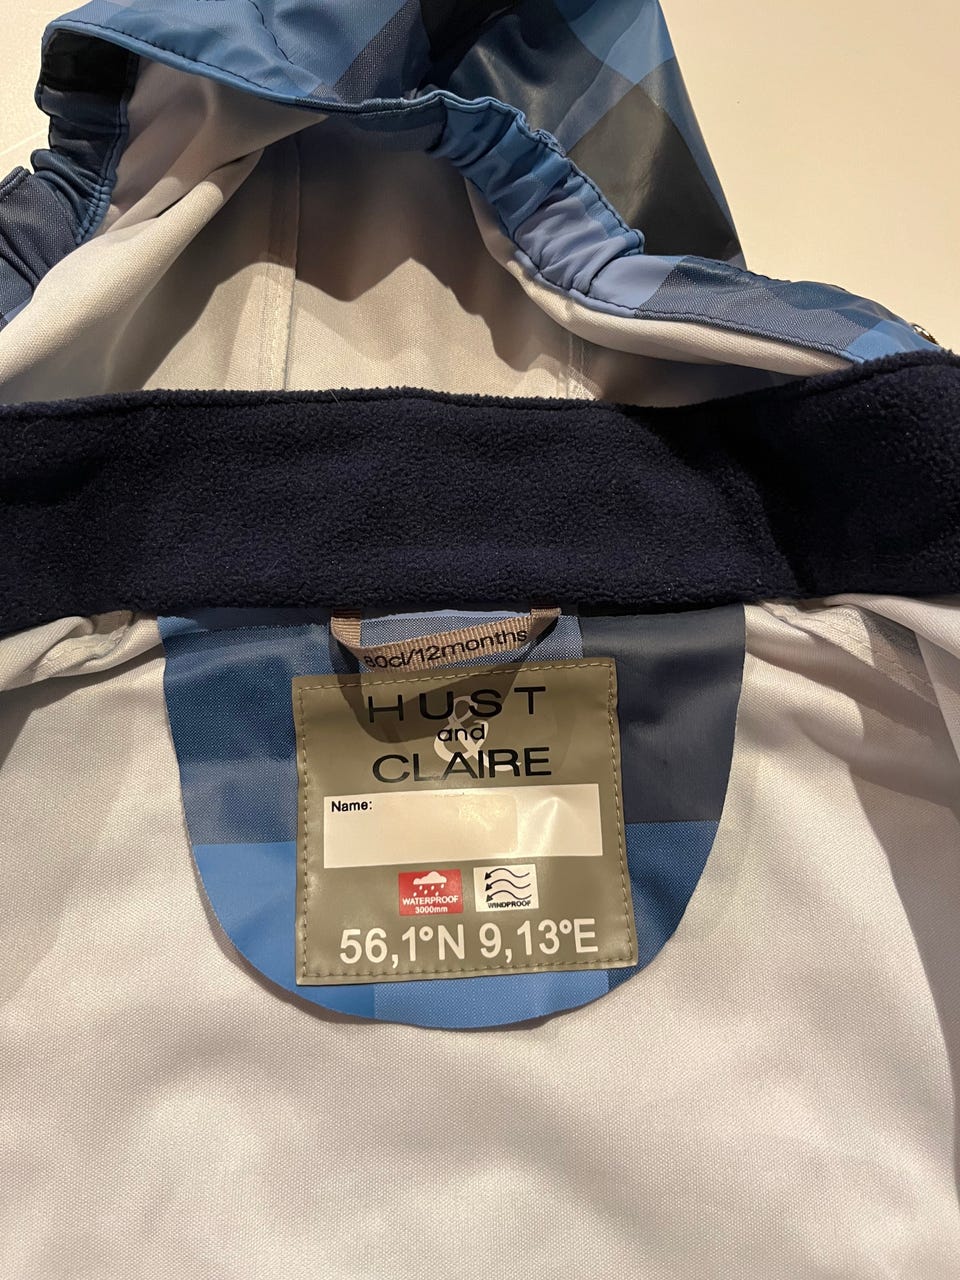 80cl/12months
HUST
and
&
CLAIRE
Name:
WATERPROOF
3000mm
WINDPROOF
56,1°N 9,13°E